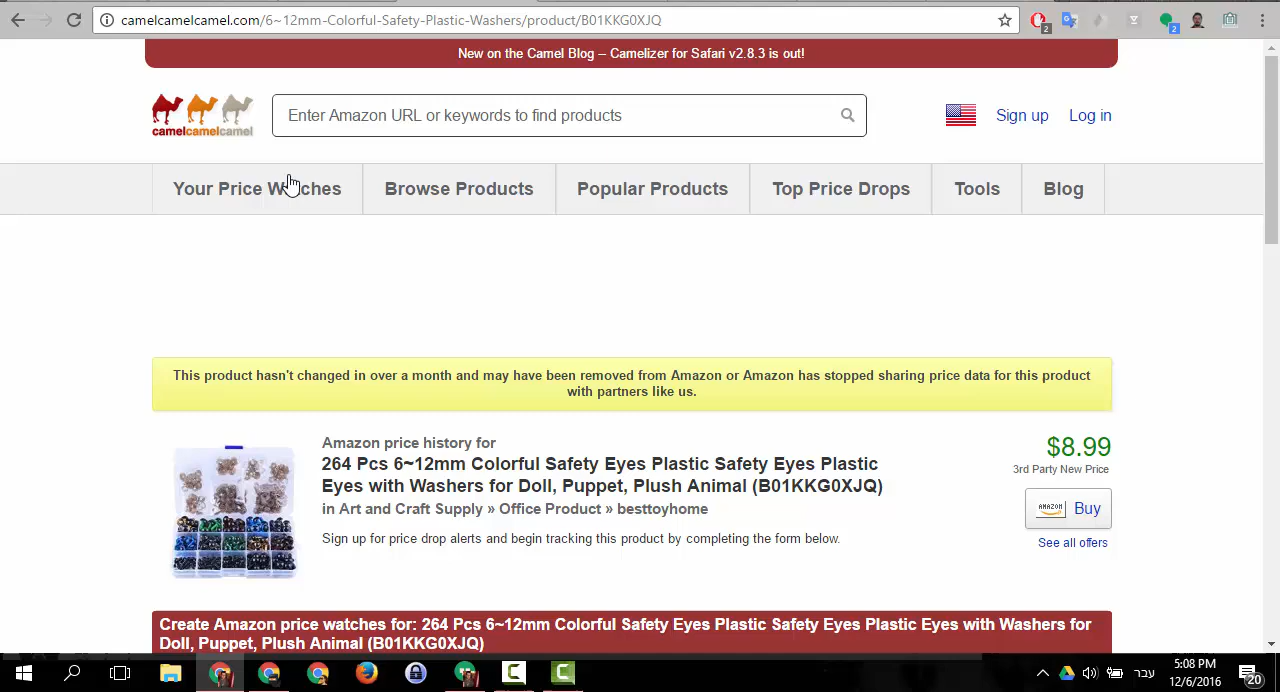 camelcamelcamel.com/6~12mm-Colorful-Safety-Plastic-Washers/product/B01KKG0XJQ
2
2
New on the Camel Blog – Camelizer for Safari v2.8.3 is out!
camelcamelcamel
Enter Amazon URL or keywords to find products
Sign up
Log in
Your Price Watches
Browse Products
Popular Products
Top Price Drops
Tools
Blog
This product hasn't changed in over a month and may have been removed from Amazon or Amazon has stopped sharing price data for this product
with partners like us.
Amazon price history for
264 Pcs 6~12mm Colorful Safety Eyes Plastic Safety Eyes Plastic
Eyes with Washers for Doll, Puppet, Plush Animal (B01KKG0XJQ)
in Art and Craft Supply » Office Product » besttoyhome
Sign up for price drop alerts and begin tracking this product by completing the form below.
$8.99
3rd Party New Price
AMAZON Buy
See all offers
Create Amazon price watches for: 264 Pcs 6~12mm Colorful Safety Eyes Plastic Safety Eyes Plastic Eyes with Washers for
Doll, Puppet, Plush Animal (B01KKG0XJQ)
עבר
5:08 PM
12/6/2016
20